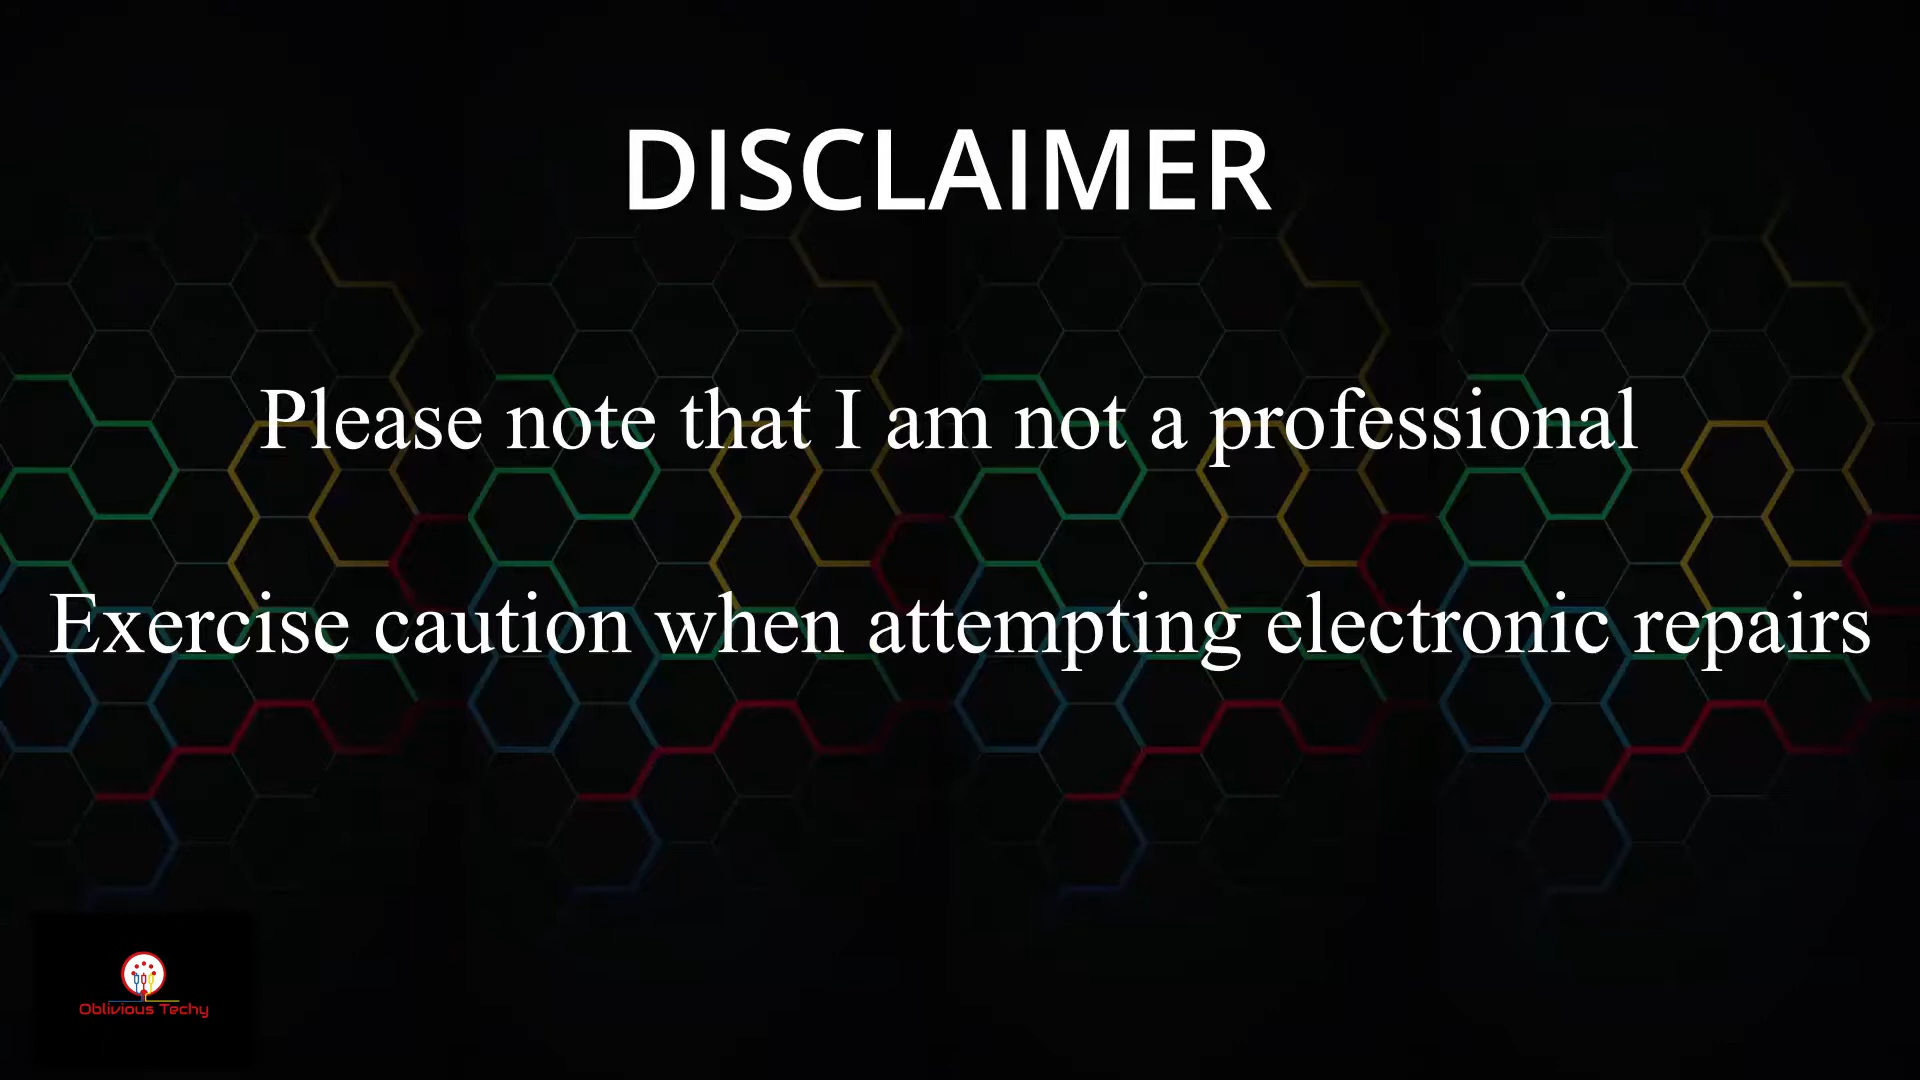 DISCLAIMER
Please note that I am not a professional
Exercise caution when attempting electronic repairs
Oblivious Techy